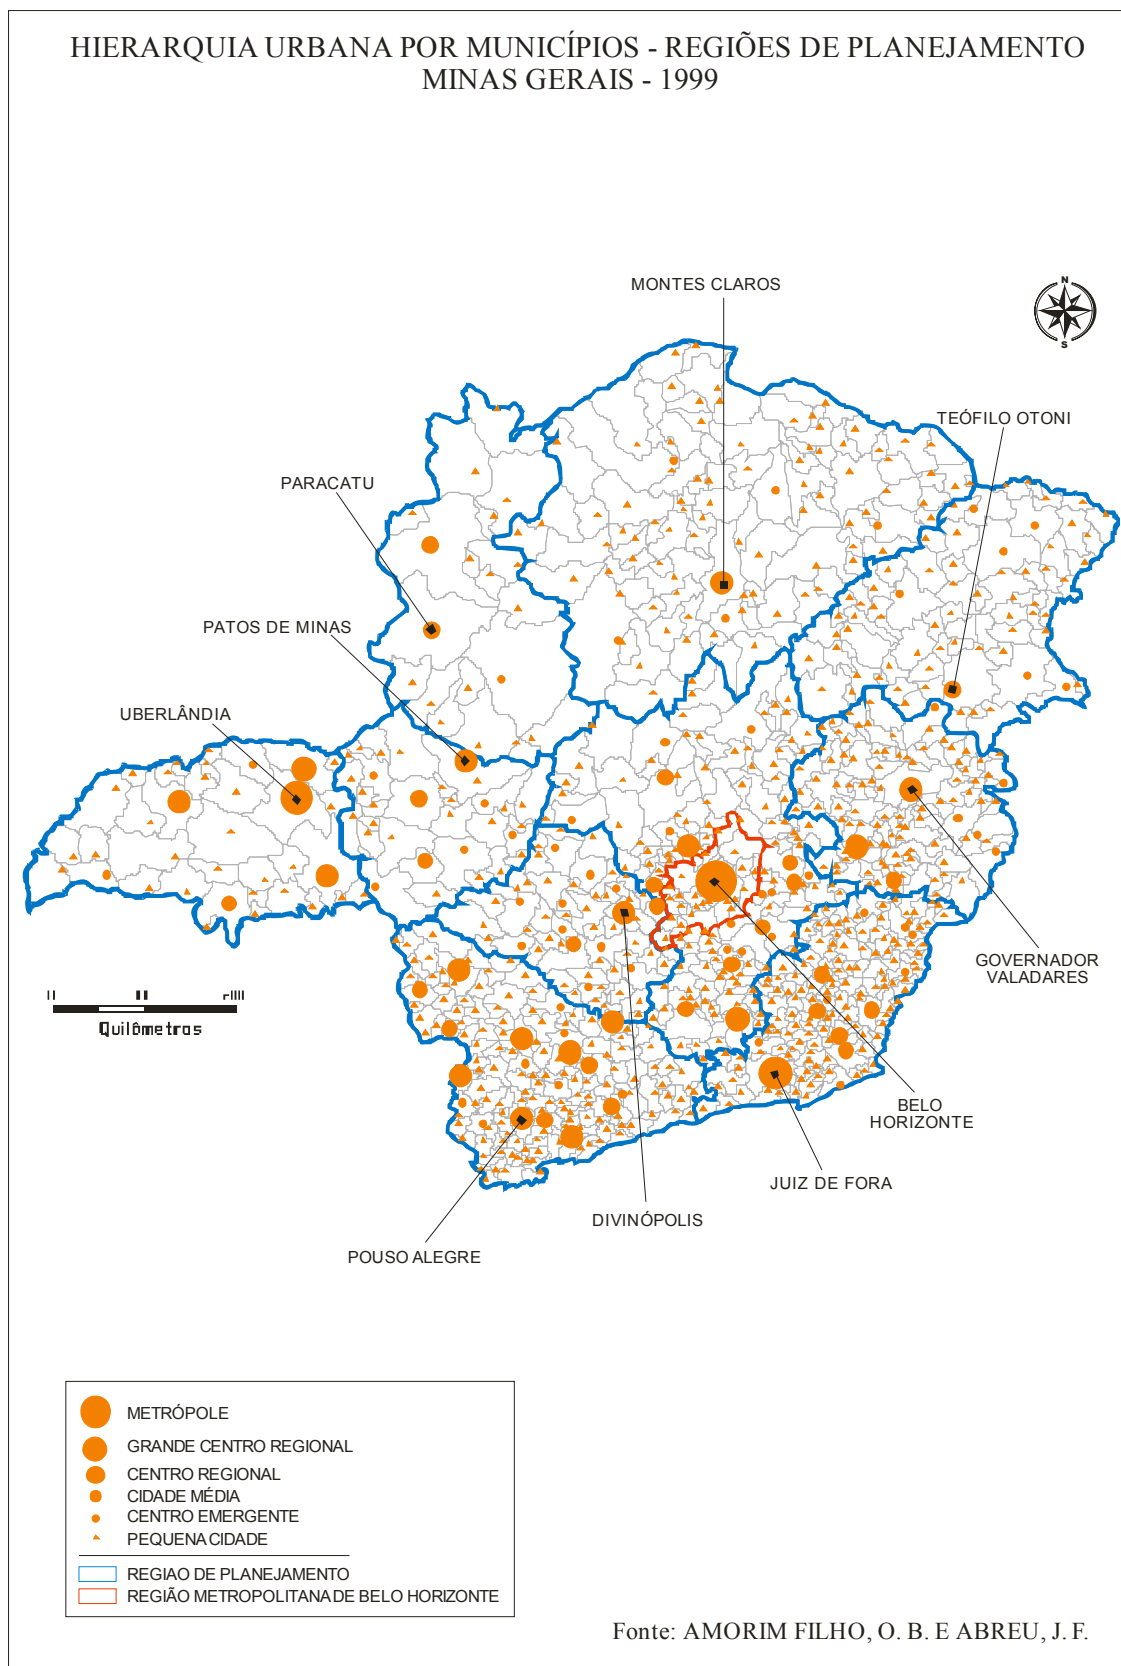 HIERARQUIA URBANA POR MUNICÍPIOS - REGIÕES DE PLANEJAMENTO
MINAS GERAIS - 1999
MONTES CLAROS
N
S
TEÓFILO OTONI
PARACATU
PATOS DE MINAS
UBERLÂNDIA
GOVERNADOR
VALADARES
Quilômetros
BELO
HORIZONTE
JUIZ DE FORA
DIVINÓPOLIS
POUSO ALEGRE
METRÓPOLE
GRANDE CENTRO REGIONAL
CENTRO REGIONAL
CIDADE MÉDIA
CENTRO EMERGENTE
PEQUENA CIDADE
REGIAO DE PLANEJAMENTO
REGIÃO METROPOLITANA DE BELO HORIZONTE
Fonte: AMORIM FILHO, O. B. E ABREU, J. F.